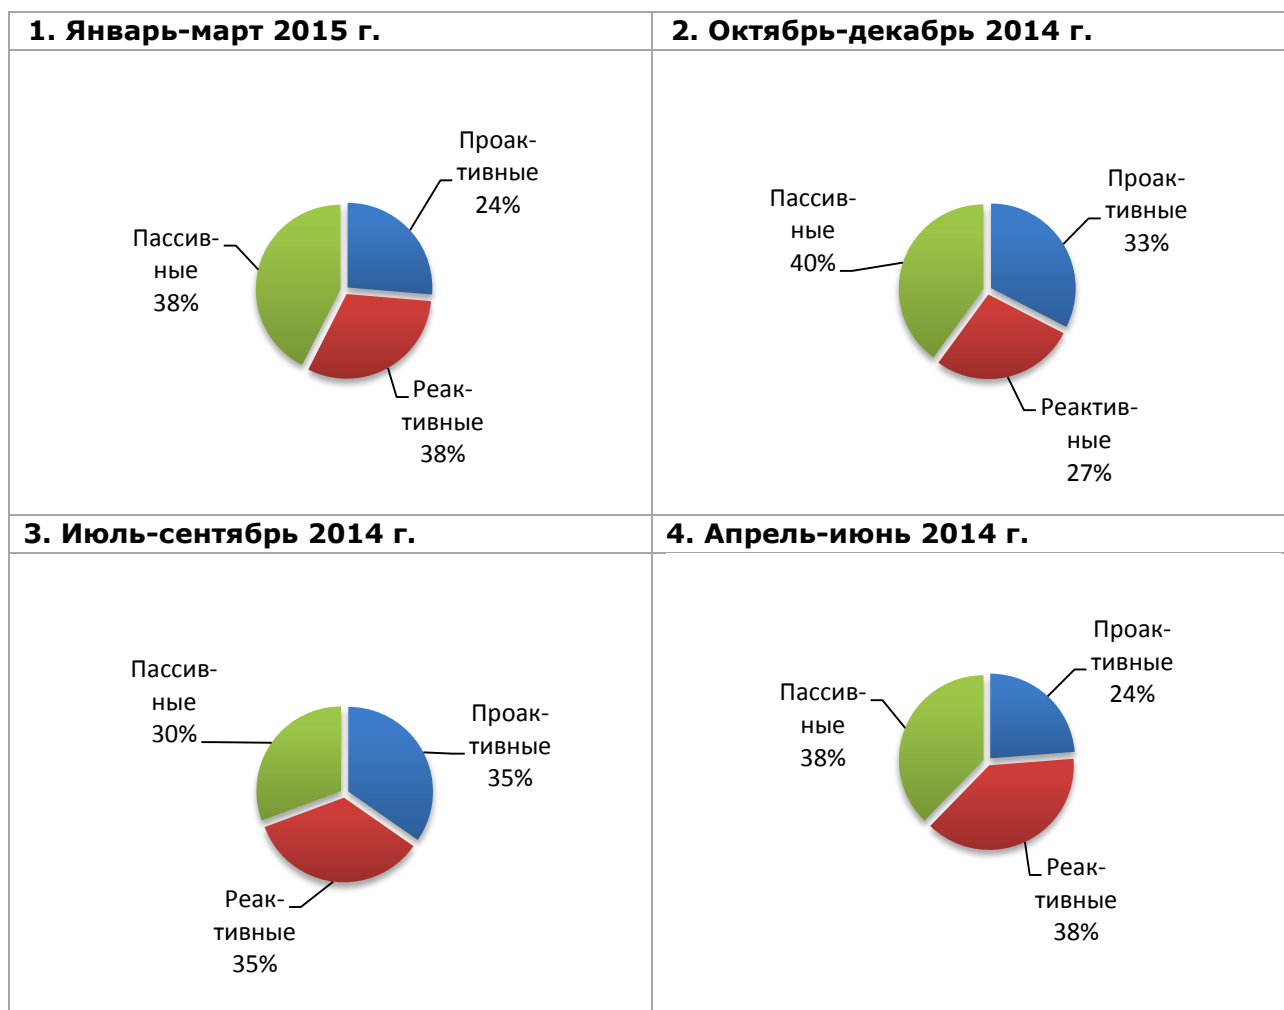 1. Январь-март 2015 г.
2. Октябрь-декабрь 2014 г.
Проак-
тивные
24%
Пассив-
ные
38%
Реак-
тивные
38%
Проак-
тивные
33%
Пассив-
ные
40%
Реактив-
ные
27%
3. Июль-сентябрь 2014 г.
4. Апрель-июнь 2014 г.
Пассив-
ные
30%
Проак-
тивные
35%
Реак-
тивные
35%
Проак-
тивные
24%
Пассив-
ные
38%
Реак-
тивные
38%